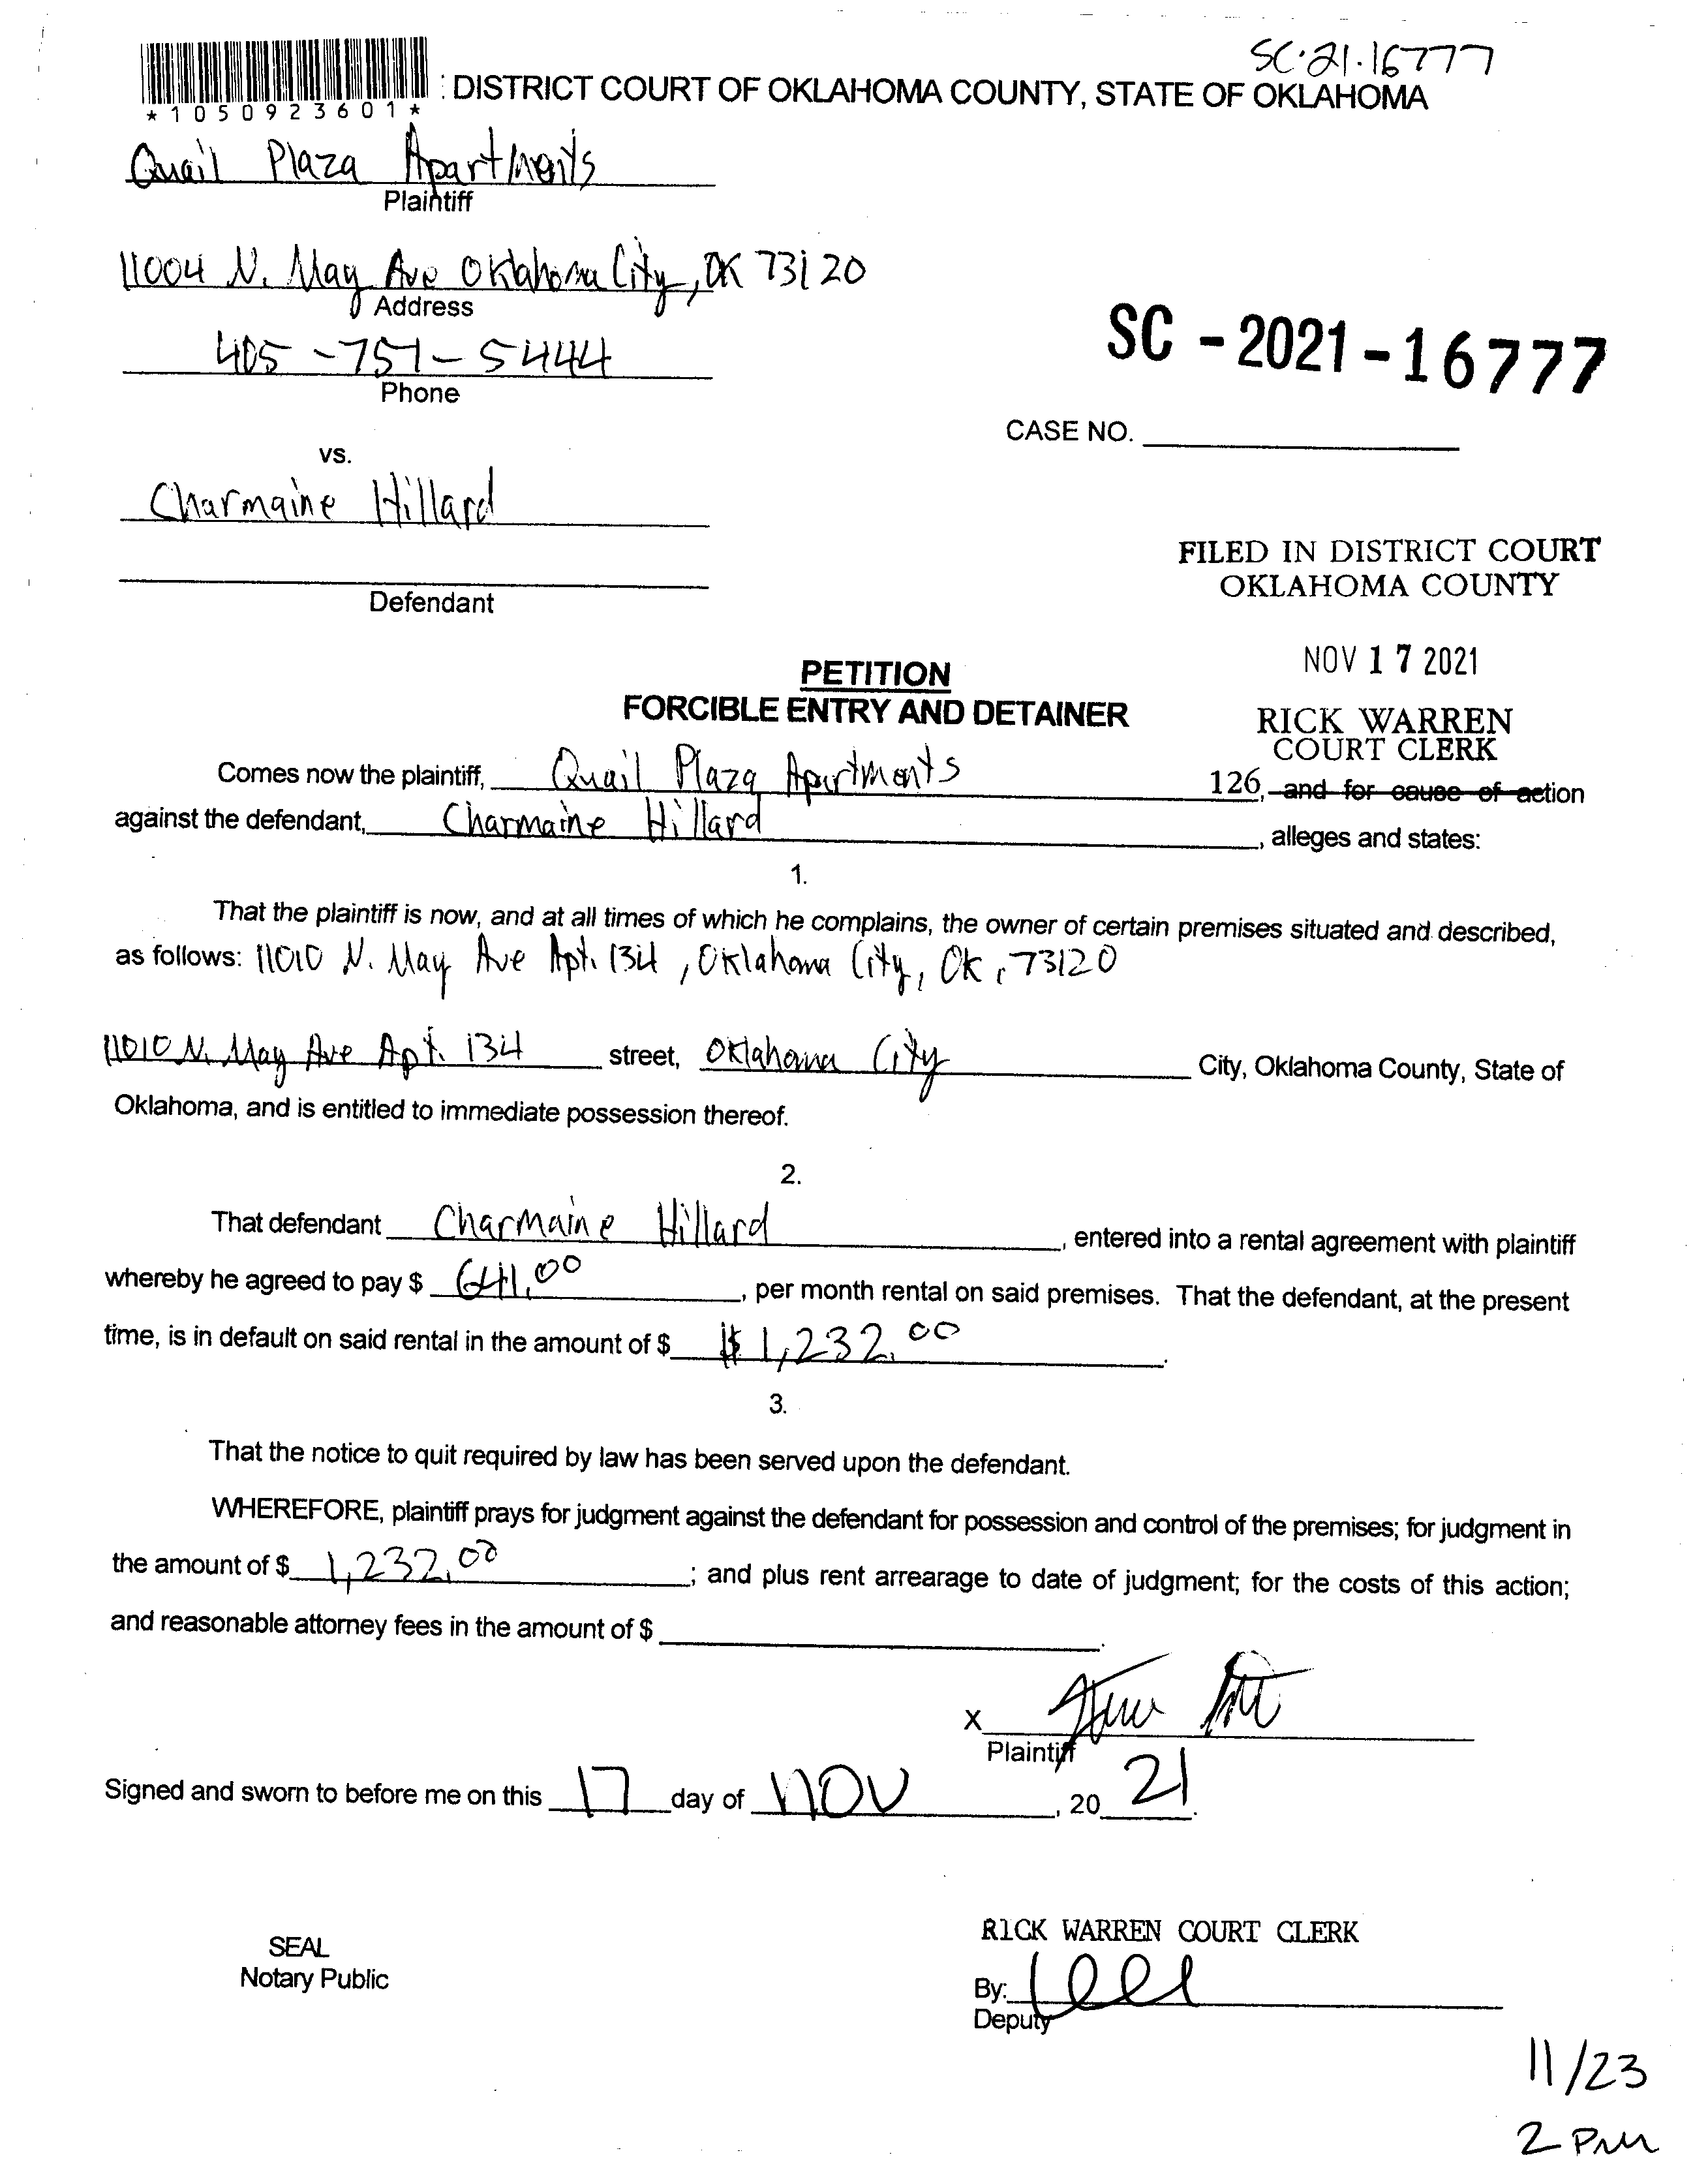 SC-21-16777
: DISTRICT COURT OF OKLAHOMA COUNTY, STATE OF OKLAHOMA
*1050923601*
Quail Plaza Apartments
Plaintiff
11004 N. May Ave Oklahoma City, OK 73120
Address
405-751-5444
Phone
SC-2021-16777
CASE NO.
vs.
Charmaine Hillard
Defendant
FILED IN DISTRICT COURT
OKLAHOMA COUNTY
NOV 17 2021
RICK WARREN
COURT CLERK
126
PETITION
FORCIBLE ENTRY AND DETAINER
Comes now the plaintiff, Quail Plaza Apartments, and for cause of action
against the defendant, Charmaine Hillard, alleges and states:
1.
That the plaintiff is now, and at all times of which he complains, the owner of certain premises situated and described,
as follows: 11010 N. May Ave Apt. 134, Oklahoma City, OK, 73120
11010 N. May Ave Apt. 134 street, Oklahoma City City, Oklahoma County, State of
Oklahoma, and is entitled to immediate possession thereof.
2.
That defendant Charmaine Hillard, entered into a rental agreement with plaintiff
whereby he agreed to pay $ 641.00, per month rental on said premises. That the defendant, at the present
time, is in default on said rental in the amount of $ $1,232.00.
3.
That the notice to quit required by law has been served upon the defendant.
WHEREFORE, plaintiff prays for judgment against the defendant for possession and control of the premises; for judgment in
the amount of $ 1,232.00; and plus rent arrearage to date of judgment; for the costs of this action;
and reasonable attorney fees in the amount of $ .
X
Plaintiff
Signed and sworn to before me on this 17 day of NOV, 2021.
SEAL
Notary Public
RICK WARREN COURT CLERK
By:
Deputy
11/23
2 PM